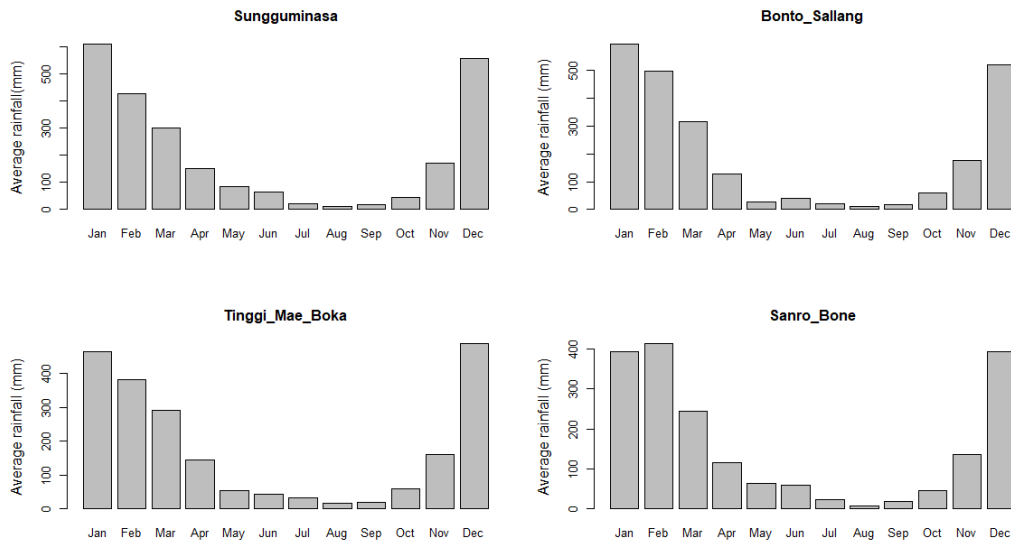 Sungguminasa
Average rainfall(mm)
500
300
100
0
Jan Feb Mar Apr May Jun Jul Aug Sep Oct Nov Dec
Bonto_Sallang
Average rainfall (mm)
500
300
100
0
Jan Feb Mar Apr May Jun Jul Aug Sep Oct Nov Dec
Tinggi_Mae_Boka
Average rainfall (mm)
400
300
200
100
0
Jan Feb Mar Apr May Jun Jul Aug Sep Oct Nov Dec
Sanro_Bone
Average rainfall (mm)
400
300
200
100
0
Jan Feb Mar Apr May Jun Jul Aug Sep Oct Nov Dec